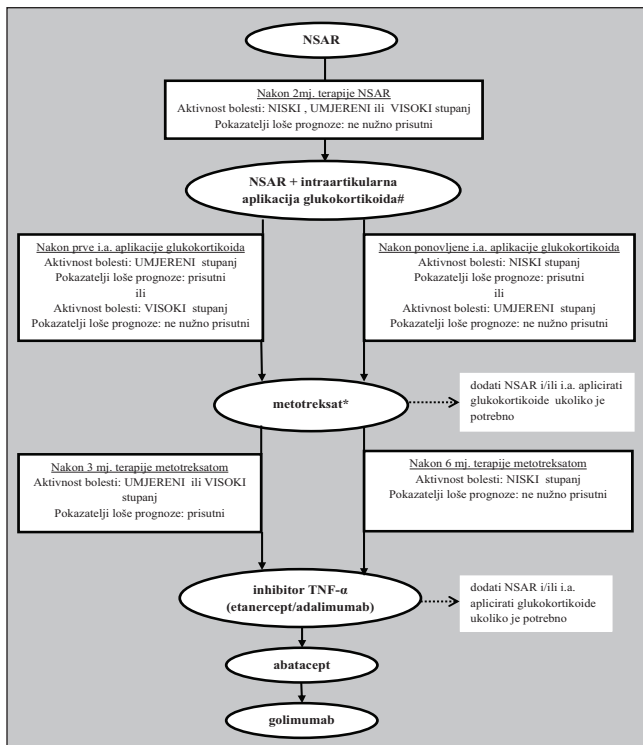 NSAR
Nakon 2mj. terapije NSAR
Aktivnost bolesti: NISKI , UMJERENI ili VISOKI stupanj
Pokazatelji loše prognoze: ne nužno prisutni
NSAR + intraartikularna
aplikacija glukokortikoida#
Nakon prve i.a. aplikacije glukokortikoida
Aktivnost bolesti: UMJERENI stupanj
Pokazatelji loše prognoze: prisutni
ili
Aktivnost bolesti: VISOKI stupanj
Pokazatelji loše prognoze: ne nužno prisutni
Nakon ponovljene i.a. aplikacije glukokortikoida
Aktivnost bolesti: NISKI stupanj
Pokazatelji loše prognoze: prisutni
ili
Aktivnost bolesti: UMJERENI stupanj
Pokazatelji loše prognoze: ne nužno prisutni
metotreksat*
dodati NSAR i/ili i.a. aplicirati
glukokortikoide ukoliko je
potrebno
Nakon 3 mj. terapije metotreksatom
Aktivnost bolesti: UMJERENI ili VISOKI
stupanj
Pokazatelji loše prognoze: prisutni
Nakon 6 mj. terapije metotreksatom
Aktivnost bolesti: NISKI stupanj
Pokazatelji loše prognoze: ne nužno prisutni
inhibitor TNF-α
(etanercept/adalimumab)
dodati NSAR i/ili i.a.
aplicirati glukokortikoide
ukoliko je potrebno
abatacept
golimumab